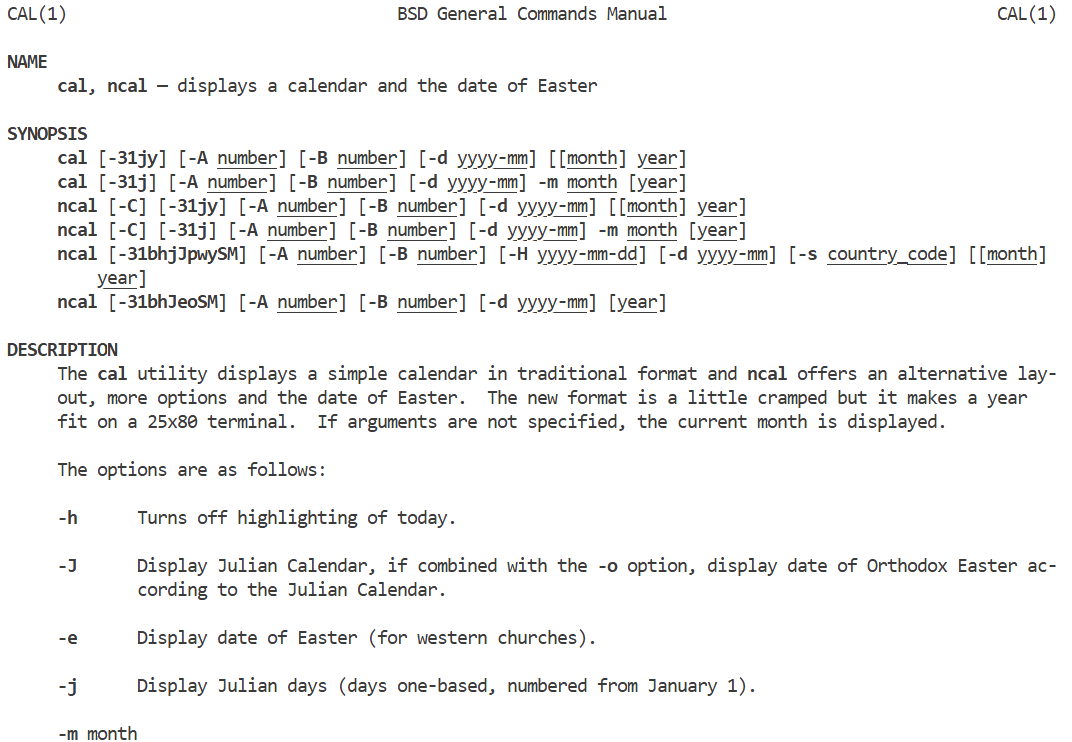 CAL(1) BSD General Commands Manual CAL(1)
NAME
cal, ncal — displays a calendar and the date of Easter
SYNOPSIS
cal [-31jy] [-A number] [-B number] [-d yyyy-mm] [[month] year]
cal [-31j] [-A number] [-B number] [-d yyyy-mm] -m month [year]
ncal [-C] [-31jy] [-A number] [-B number] [-d yyyy-mm] [[month] year]
ncal [-C] [-31j] [-A number] [-B number] [-d yyyy-mm] -m month [year]
ncal [-31bhjJpwySM] [-A number] [-B number] [-H yyyy-mm-dd] [-d yyyy-mm] [-s country_code] [[month]
year]
ncal [-31bhJeoSM] [-A number] [-B number] [-d yyyy-mm] [year]
DESCRIPTION
The cal utility displays a simple calendar in traditional format and ncal offers an alternative lay-
out, more options and the date of Easter. The new format is a little cramped but it makes a year
fit on a 25x80 terminal. If arguments are not specified, the current month is displayed.
The options are as follows:
-h Turns off highlighting of today.
-J Display Julian Calendar, if combined with the -o option, display date of Orthodox Easter ac-
cording to the Julian Calendar.
-e Display date of Easter (for western churches).
-j Display Julian days (days one-based, numbered from January 1).
-m month